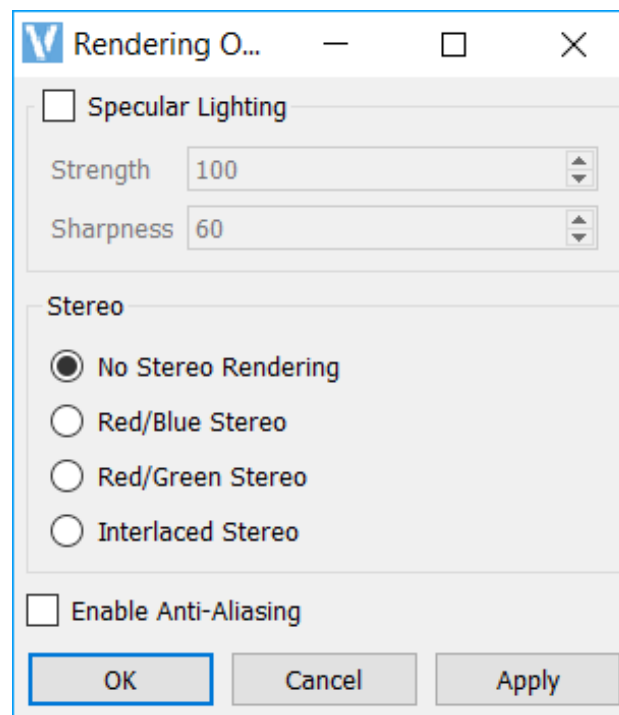 Rendering O...
Specular Lighting
Strength 100
Sharpness 60
Stereo
No Stereo Rendering
Red/Blue Stereo
Red/Green Stereo
Interlaced Stereo
Enable Anti-Aliasing
OK Cancel Apply